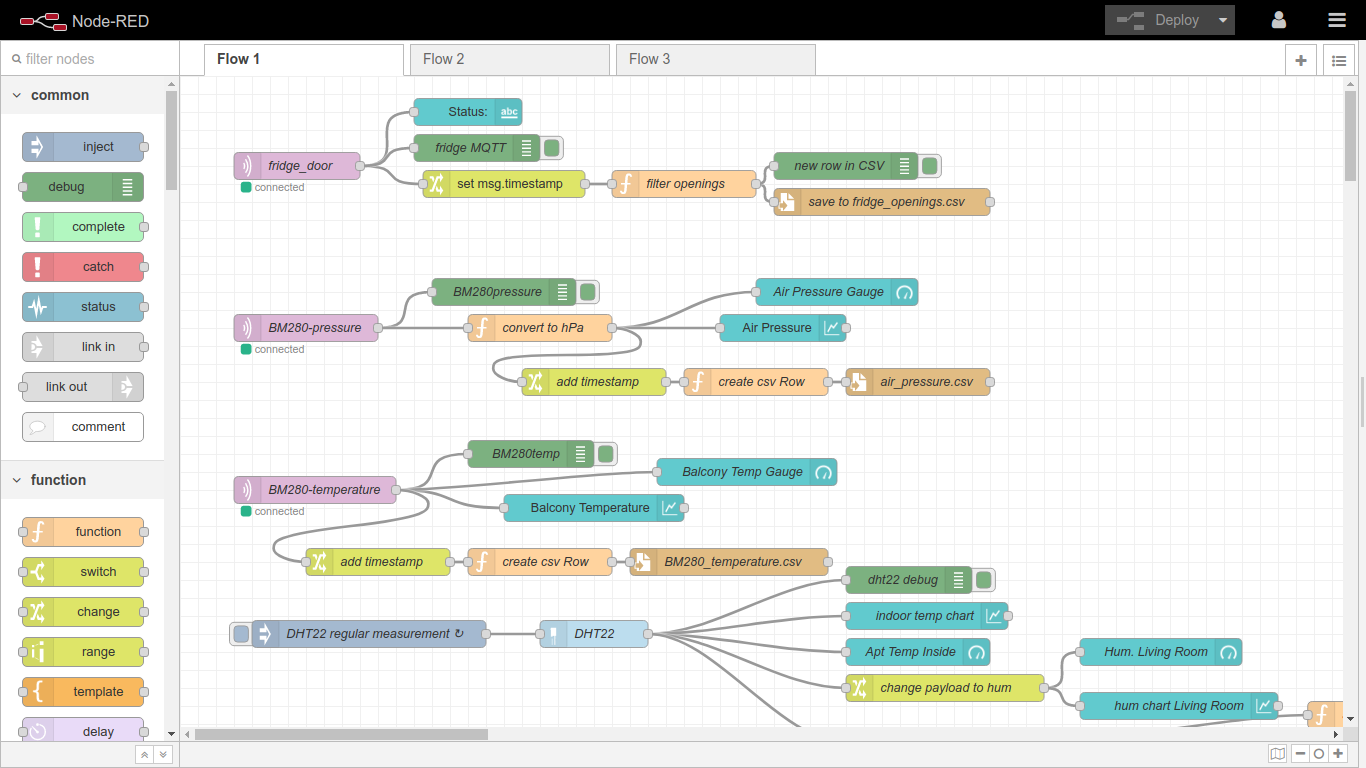 Node-RED
Deploy
filter nodes
Flow 1
Flow 2
Flow 3
common
inject
debug
complete
catch
status
link in
link out
comment
function
function
switch
change
range
template
delay
Status:
abc
fridge_door
connected
fridge MQTT
set msg.timestamp
filter openings
new row in CSV
save to fridge_openings.csv
BM280pressure
Air Pressure Gauge
BM280-pressure
connected
convert to hPa
Air Pressure
add timestamp
create csv Row
air_pressure.csv
BM280temp
Balcony Temp Gauge
BM280-temperature
connected
Balcony Temperature
add timestamp
create csv Row
BM280_temperature.csv
dht22 debug
indoor temp chart
DHT22 regular measurement ↻
DHT22
Apt Temp Inside
Hum. Living Room
change payload to hum
hum chart Living Room